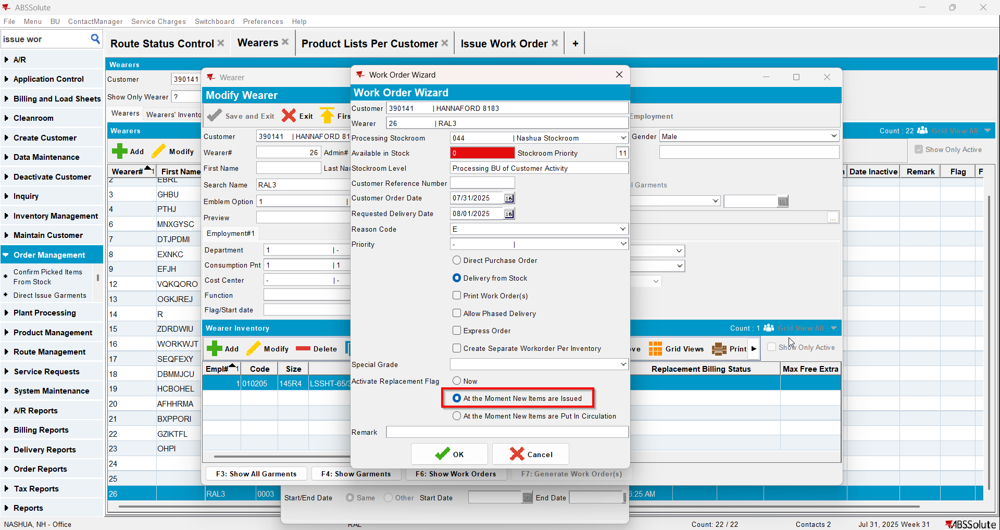 ABSSolute
File Menu BU ContactManager Service Charges Switchboard Preferences Help
issue wor
Route Status Control
Wearers
Product Lists Per Customer
Issue Work Order
+
A/R
Application Control
Billing and Load Sheets
Cleanroom
Create Customer
Data Maintenance
Deactivate Customer
Inquiry
Inventory Management
Maintain Customer
Order Management
Confirm Picked Items
From Stock
Direct Issue Garments
Plant Processing
Product Management
Route Management
Service Requests
System Maintenance
A/R Reports
Billing Reports
Delivery Reports
Order Reports
Tax Reports
Reports
Wearers
Customer 390141
Show Only Wearer ?
Wearers Wearers' Invento
Wearers
Count : 22 Grid View All
Add Modify
Show Only Active
Wearer# 1 First Name
Date Inactive Remark Flag F
2 EBRL
3 GHBU
4 PTHJ
6 MNXGYSC
7 DTJPDMI
8 EXNKC
9 EFJH
12 VQKQORO
13 OGKJREJ
14 R
15 ZDRDWIU
16 WORKWJT
17 SEQFEXY
18 DBMMJCU
19 HCBOHEL
20 AFHHRMA
21 BXPPORI
22 GZIKTFL
23 OHPI
24
25
26 RAL3 0003 6:25 AM
Wearer
Modify Wearer
Save and Exit Exit Firs
Employment
Customer 390141 | HANNAFORD 81
Gender Male
Wearer# 26 Admin#
First Name Last Nar
Search Name RAL3
l Garments
Emblem Option 1 |
16
Preview
...
Employment#1
Department 1 | -
Consumption Pnt 1 | 1
Cost Center - | -
Function
Flag/Start date
Wearer Inventory
Count : 1 Grid View All
Add Modify Delete
ve Grid Views Print
Show Only Active
Empl# 1 Code Size
Replacement Billing Status Max Free Extra
1 010205 145R4 LSSHT-65/3
F3: Show All Garments F4: Show Garments F6: Show Work Orders F7: Generate Work Order(s)
Start/End Date Same Other Start Date 16 End Date
Work Order Wizard
Work Order Wizard
Customer 390141 | HANNAFORD 8183
Wearer 26 | RAL3
Processing Stockroom 044 | Nashua Stockroom
Available in Stock 0 Stockroom Priority 11
Stockroom Level Processing BU of Customer Activity
Customer Reference Number
Customer Order Date 07/31/2025 16
Requested Delivery Date 08/01/2025 16
Reason Code E
Priority - |
Direct Purchase Order
Delivery from Stock
Print Work Order(s)
Allow Phased Delivery
Express Order
Create Separate Workorder Per Inventory
Special Grade
Activate Replacement Flag Now
At the Moment New Items are Issued
At the Moment New Items are Put In Circulation
Remark
OK Cancel
NASHUA, NH - Office RAL Count: 22 / 22 Contacts 2 Jul 31, 2025 Week 31 ABSSolute